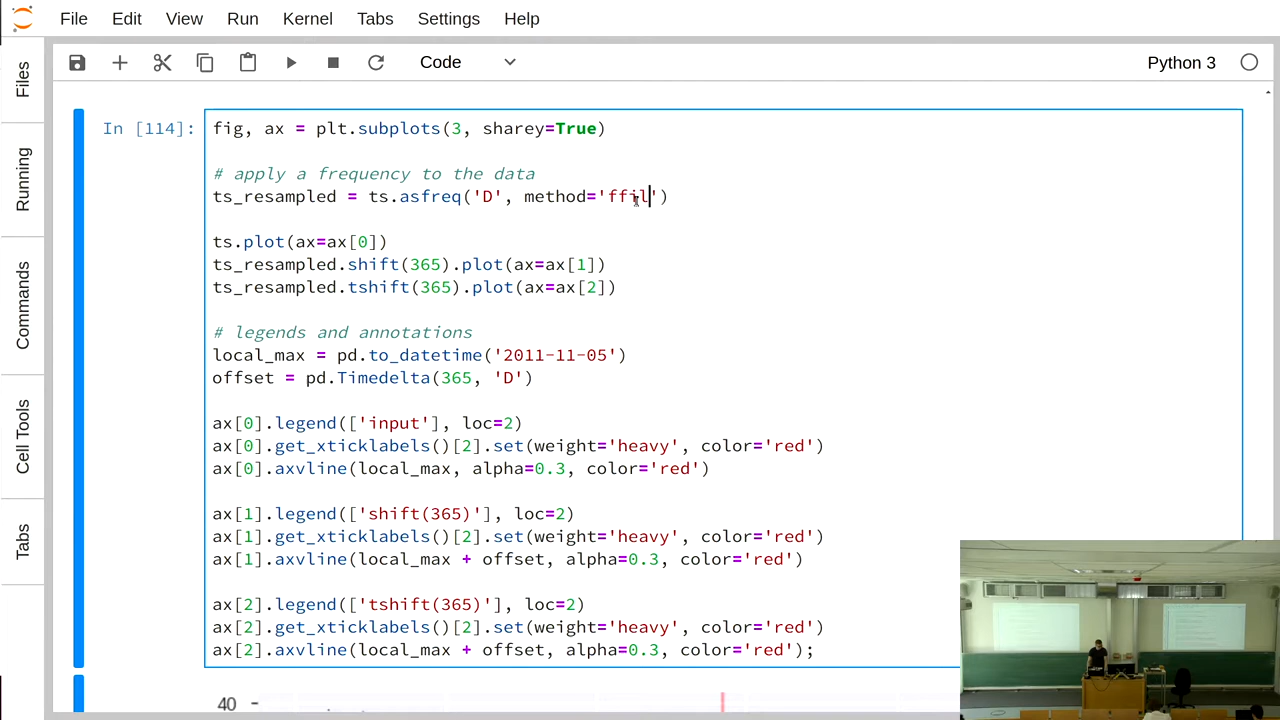 File Edit View Run Kernel Tabs Settings Help
Code Python 3
Files
Running
Commands
Cell Tools
Tabs
In [114]:
fig, ax = plt.subplots(3, sharey=True)
# apply a frequency to the data
ts_resampled = ts.asfreq('D', method='ffil')
ts.plot(ax=ax[0])
ts_resampled.shift(365).plot(ax=ax[1])
ts_resampled.tshift(365).plot(ax=ax[2])
# legends and annotations
local_max = pd.to_datetime('2011-11-05')
offset = pd.Timedelta(365, 'D')
ax[0].legend(['input'], loc=2)
ax[0].get_xticklabels()[2].set(weight='heavy', color='red')
ax[0].axvline(local_max, alpha=0.3, color='red')
ax[1].legend(['shift(365)'], loc=2)
ax[1].get_xticklabels()[2].set(weight='heavy', color='red')
ax[1].axvline(local_max + offset, alpha=0.3, color='red')
ax[2].legend(['tshift(365)'], loc=2)
ax[2].get_xticklabels()[2].set(weight='heavy', color='red')
ax[2].axvline(local_max + offset, alpha=0.3, color='red');
40